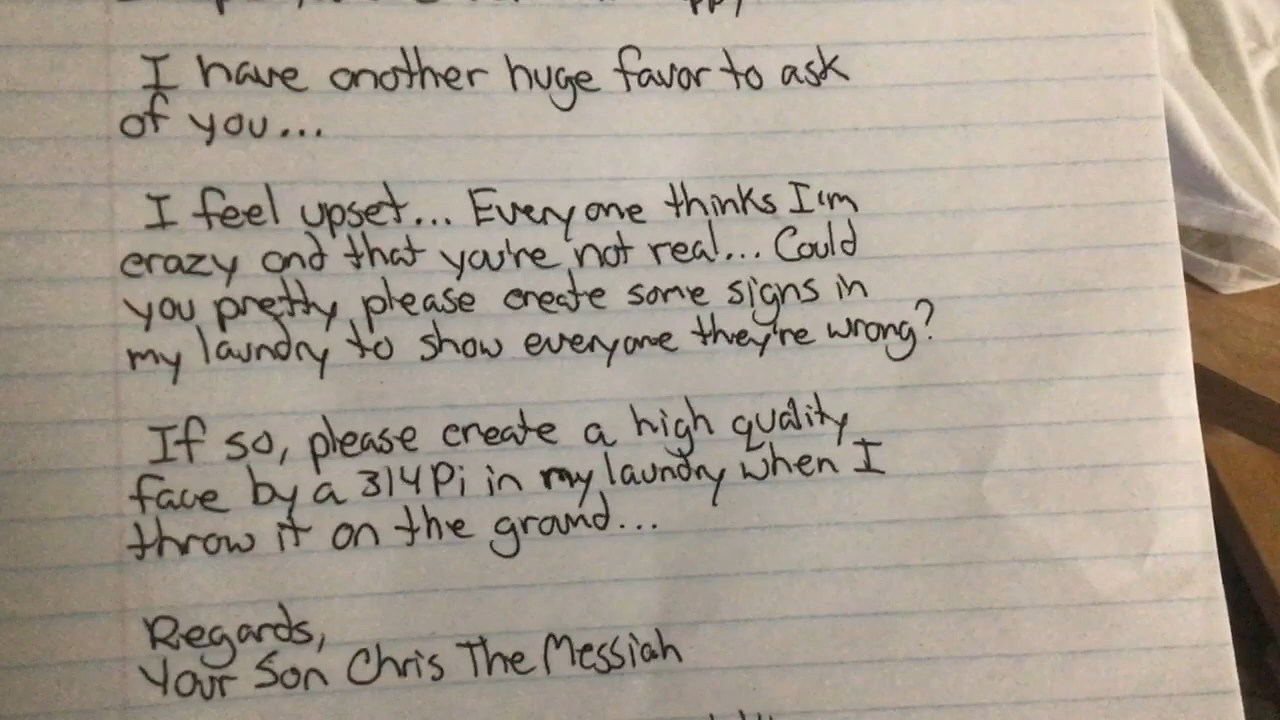 I have another huge favor to ask
of you...
I feel upset... Everyone thinks I'm
crazy and that you're not real... Could
you pretty please create some signs in
my laundry to show everyone they're wrong?
If so, please create a high quality
face by a 314Pi in my laundry when I
throw it on the ground...
Regards,
Your Son Chris The Messiah